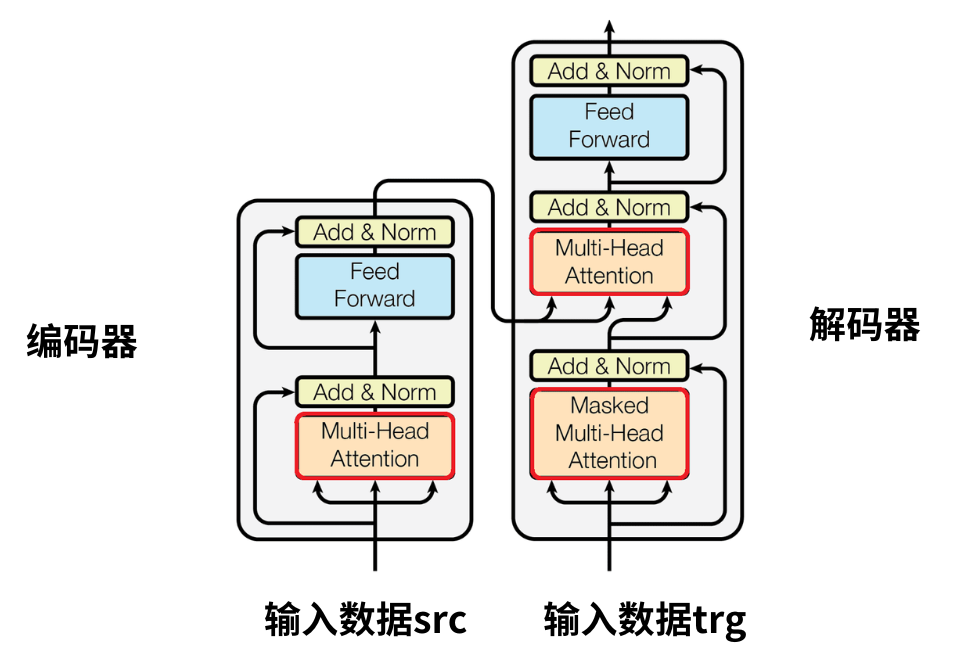 编码器
Add & Norm
Feed
Forward
Add & Norm
Multi-Head
Attention
输入数据src
Add & Norm
Feed
Forward
Add & Norm
Multi-Head
Attention
Add & Norm
Masked
Multi-Head
Attention
输入数据trg
解码器